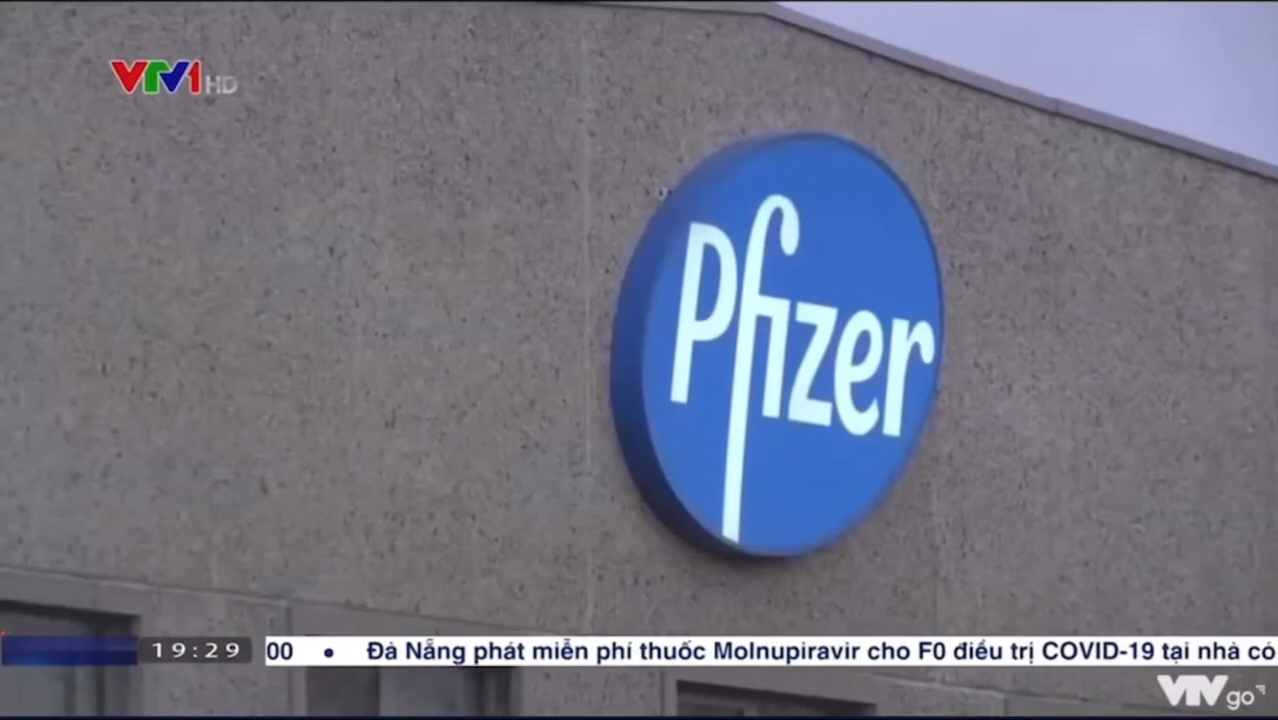 VTV1 HD
Pfizer
19:29
00 • Đà Nẵng phát miễn phí thuốc Molnupiravir cho F0 điều trị COVID-19 tại nhà có
VTV go